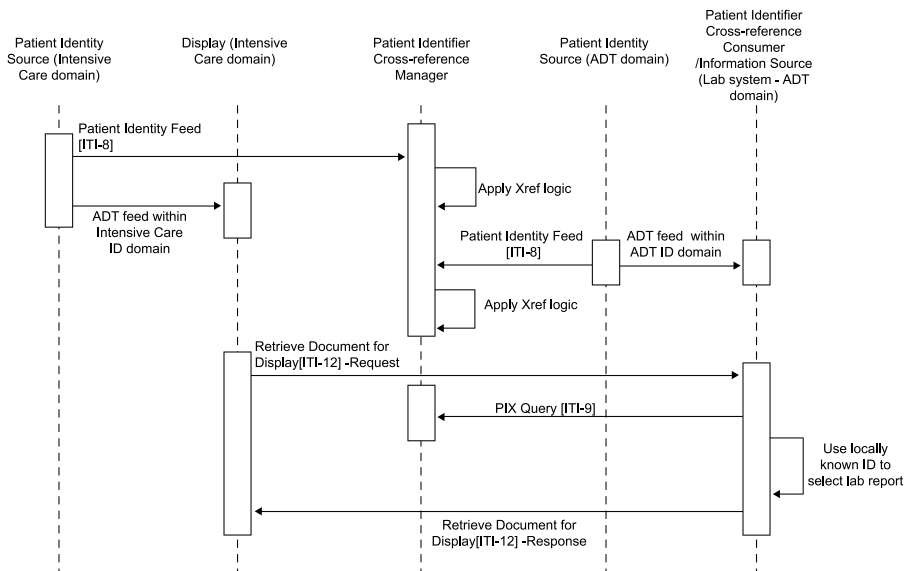 Patient Identity
Source (Intensive
Care domain)
Display (Intensive
Care domain)
Patient Identifier
Cross-reference
Manager
Patient Identity
Source (ADT domain)
Patient Identifier
Cross-reference
Consumer
/Information Source
(Lab system - ADT
domain)
Patient Identity Feed
[ITI-8]
Apply Xref logic
ADT feed within
Intensive Care
ID domain
Patient Identity Feed
[ITI-8]
ADT feed within
ADT ID domain
Apply Xref logic
Retrieve Document for
Display[ITI-12] -Request
PIX Query [ITI-9]
Use locally
known ID to
select lab report
Retrieve Document for
Display[ITI-12] -Response